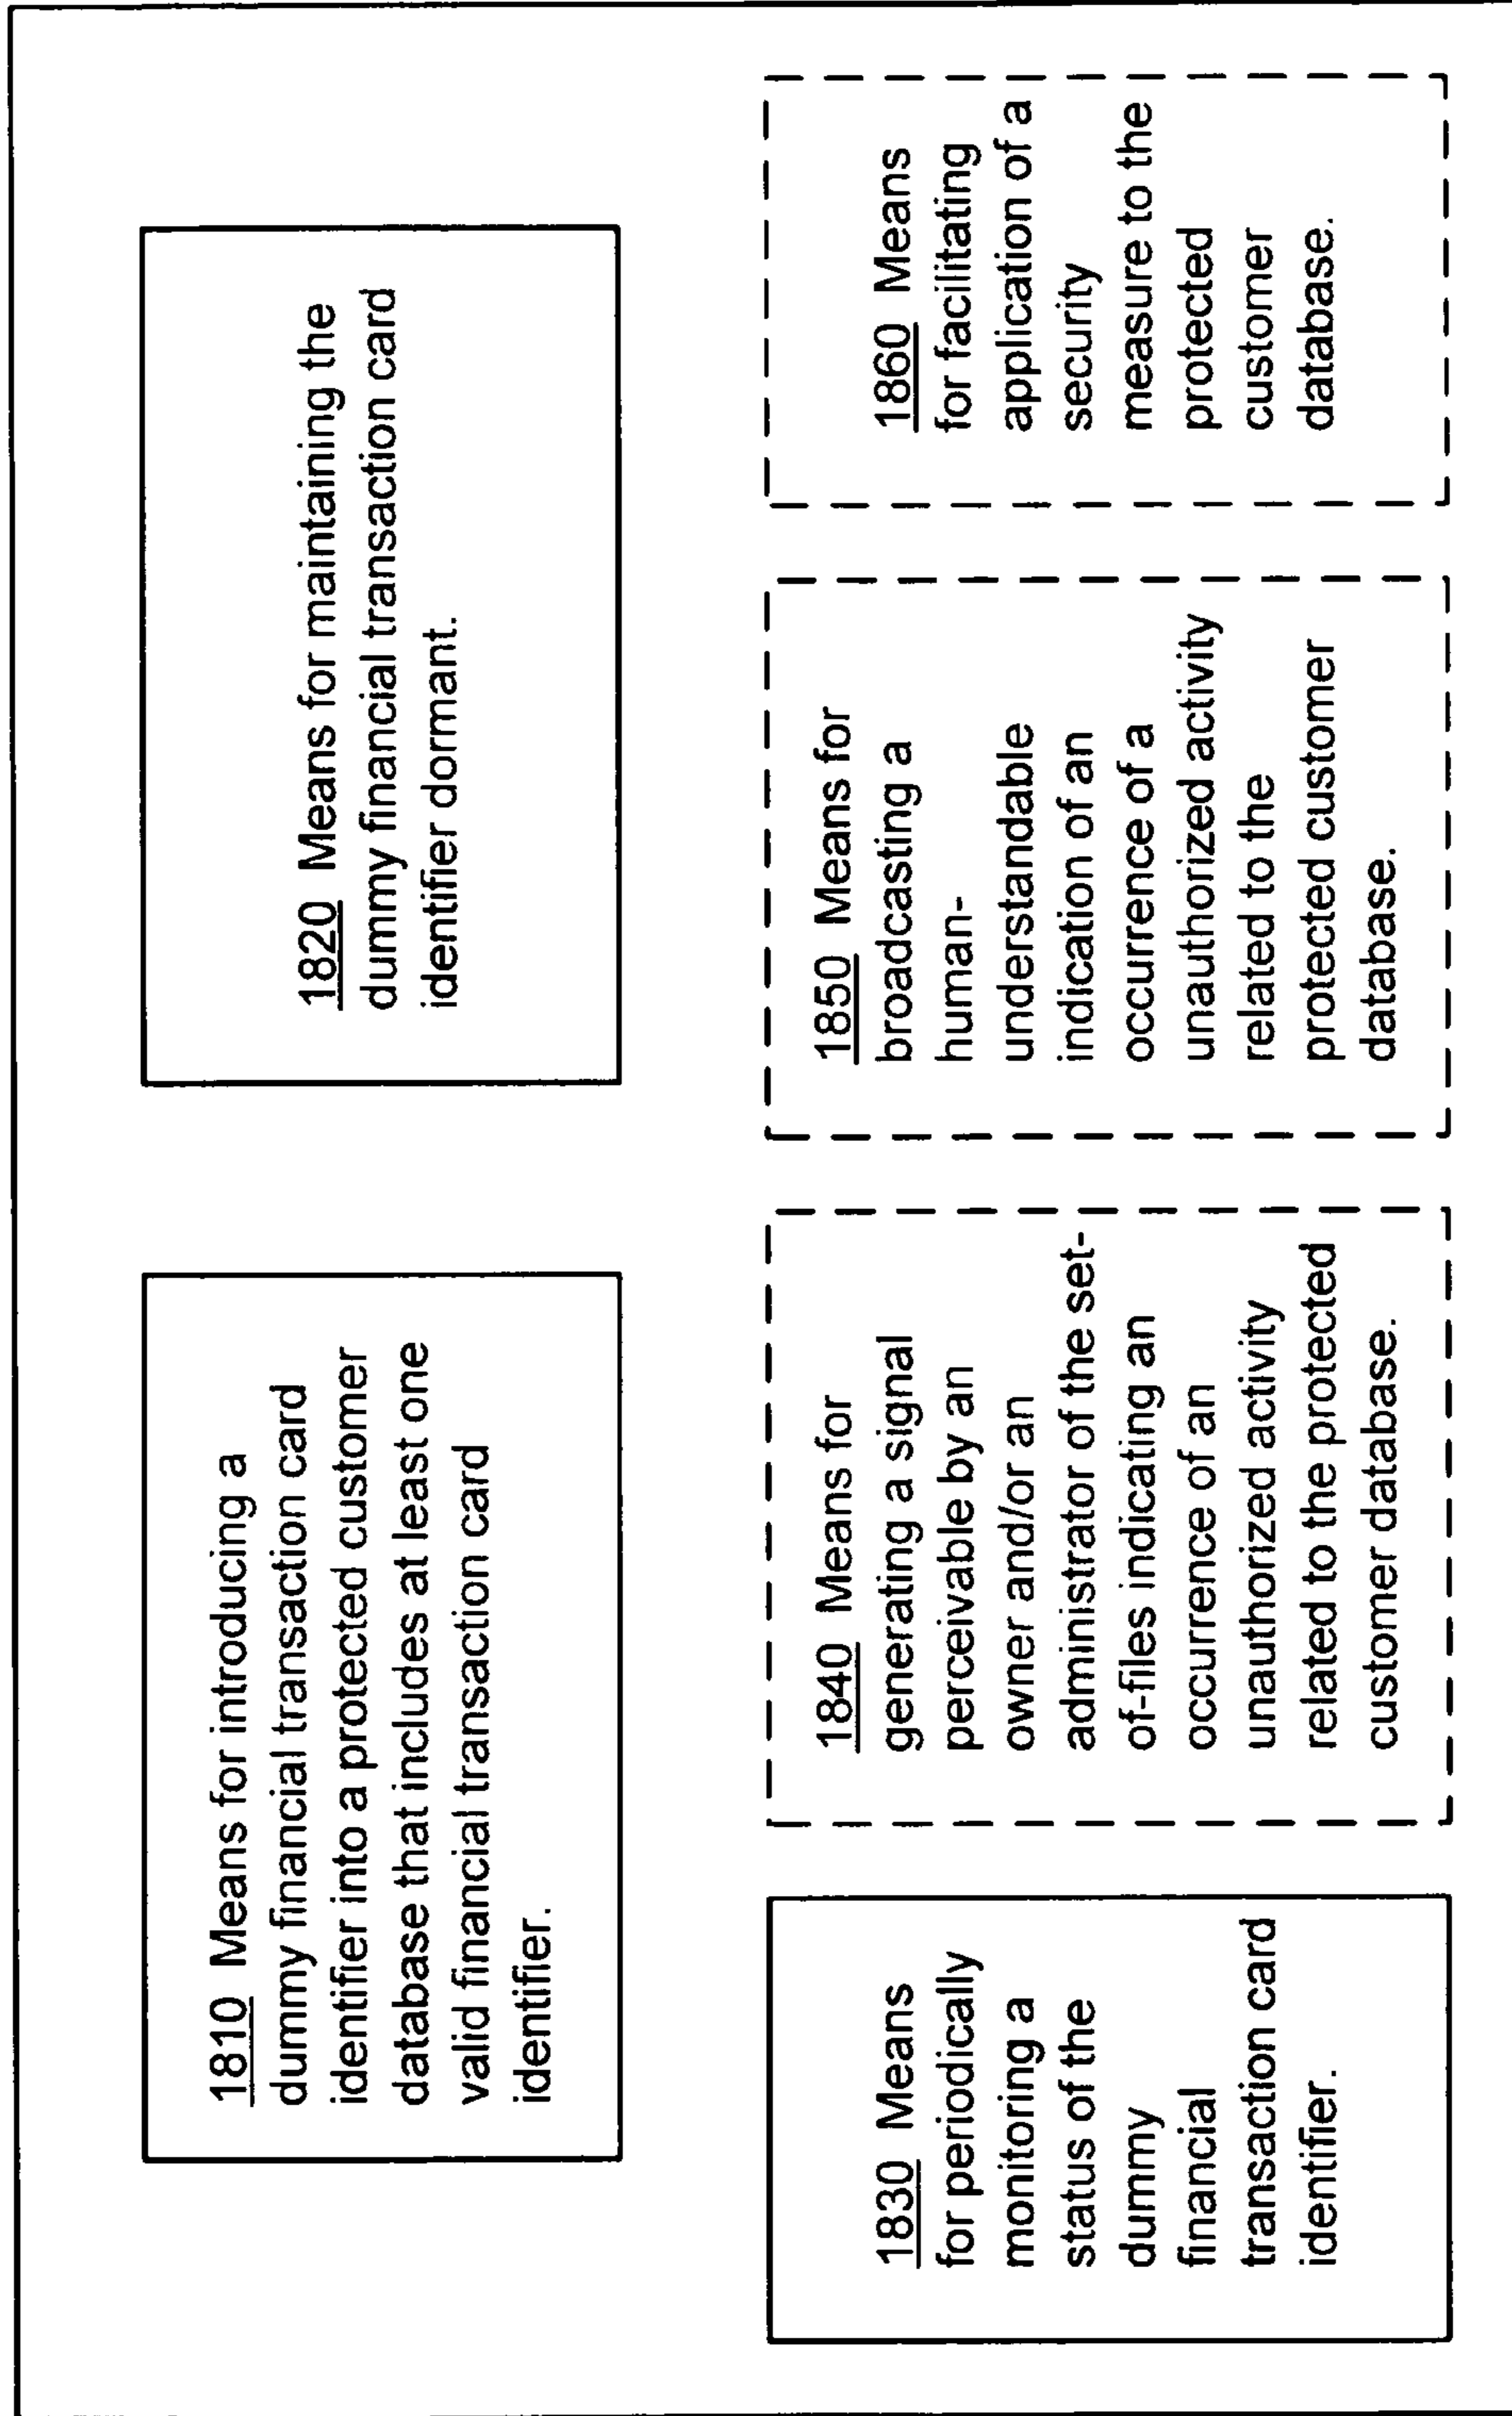 1810 Means for introducing a
dummy financial transaction card
identifier into a protected customer
database that includes at least one
valid financial transaction card
identifier.
1820 Means for maintaining the
dummy financial transaction card
identifier dormant.
1830 Means
for periodically
monitoring a
status of the
dummy
financial
transaction card
identifier.
1840 Means for
generating a signal
perceivable by an
owner and/or an
administrator of the set-
of-files indicating an
occurrence of an
unauthorized activity
related to the protected
customer database.
1850 Means for
broadcasting a
human-
understandable
indication of an
occurrence of a
unauthorized activity
related to the
protected customer
database.
1860 Means
for facilitating
application of a
security
measure to the
protected
customer
database.